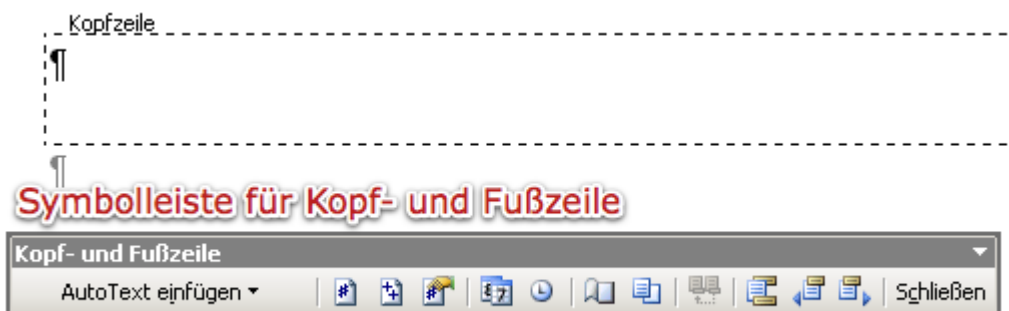 Kopfzeile
¶
¶
Symbolleiste für Kopf- und Fußzeile
Kopf- und Fußzeile
AutoText einfügen Schließen